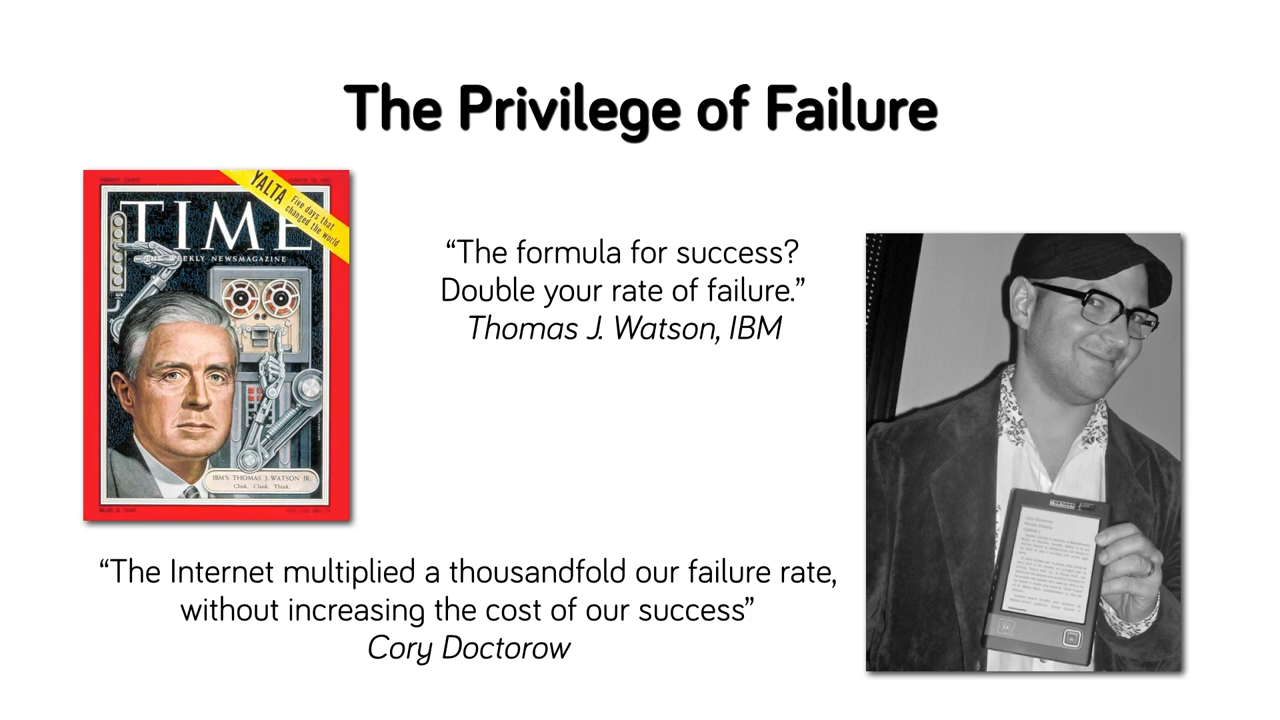 The Privilege of Failure
YALTA
Five days that
changed the world
TIME
THE WEEKLY NEWSMAGAZINE
IBM'S THOMAS J. WATSON JR.
Clink. Clank. Think.
“The formula for success?
Double your rate of failure.”
Thomas J. Watson, IBM
“The Internet multiplied a thousandfold our failure rate,
without increasing the cost of our success”
Cory Doctorow